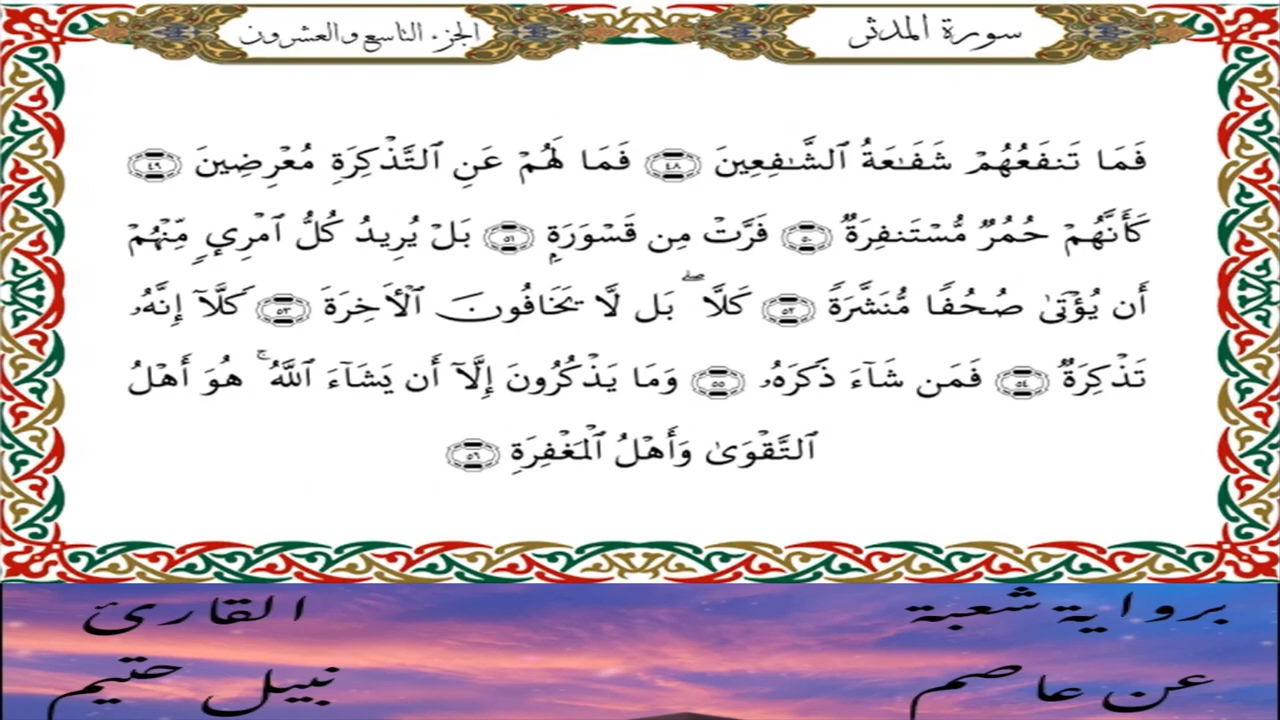 سورة المدثر
الجزء التاسع والعشرون
فَمَا تَنفَعُهُمْ شَفَـٰعَةُ ٱلشَّـٰفِعِينَ ٤٨ فَمَا لَهُمْ عَنِ ٱلتَّذْكِرَةِ مُعْرِضِينَ ٤٩
كَأَنَّهُمْ حُمُرٌ مُّسْتَنفِرَةٌ ٥٠ فَرَّتْ مِن قَسْوَرَةٍۭ ٥١ بَلْ يُرِيدُ كُلُّ ٱمْرِئٍ مِّنْهُمْ
أَن يُؤْتَىٰ صُحُفًا مُّنَشَّرَةً ٥٢ كَلَّا ۖ بَل لَّا يَخَافُونَ ٱلْأَخِرَةَ ٥٣ كَلَّآ إِنَّهُۥ
تَذْكِرَةٌ ٥٤ فَمَن شَآءَ ذَكَرَهُۥ ٥٥ وَمَا يَذْكُرُونَ إِلَّآ أَن يَشَآءَ ٱللَّهُ ۚ هُوَ أَهْلُ
ٱلتَّقْوَىٰ وَأَهْلُ ٱلْمَغْفِرَةِ ٥٦
برواية شعبة
عن عاصم
القارئ
نبيل حتيم